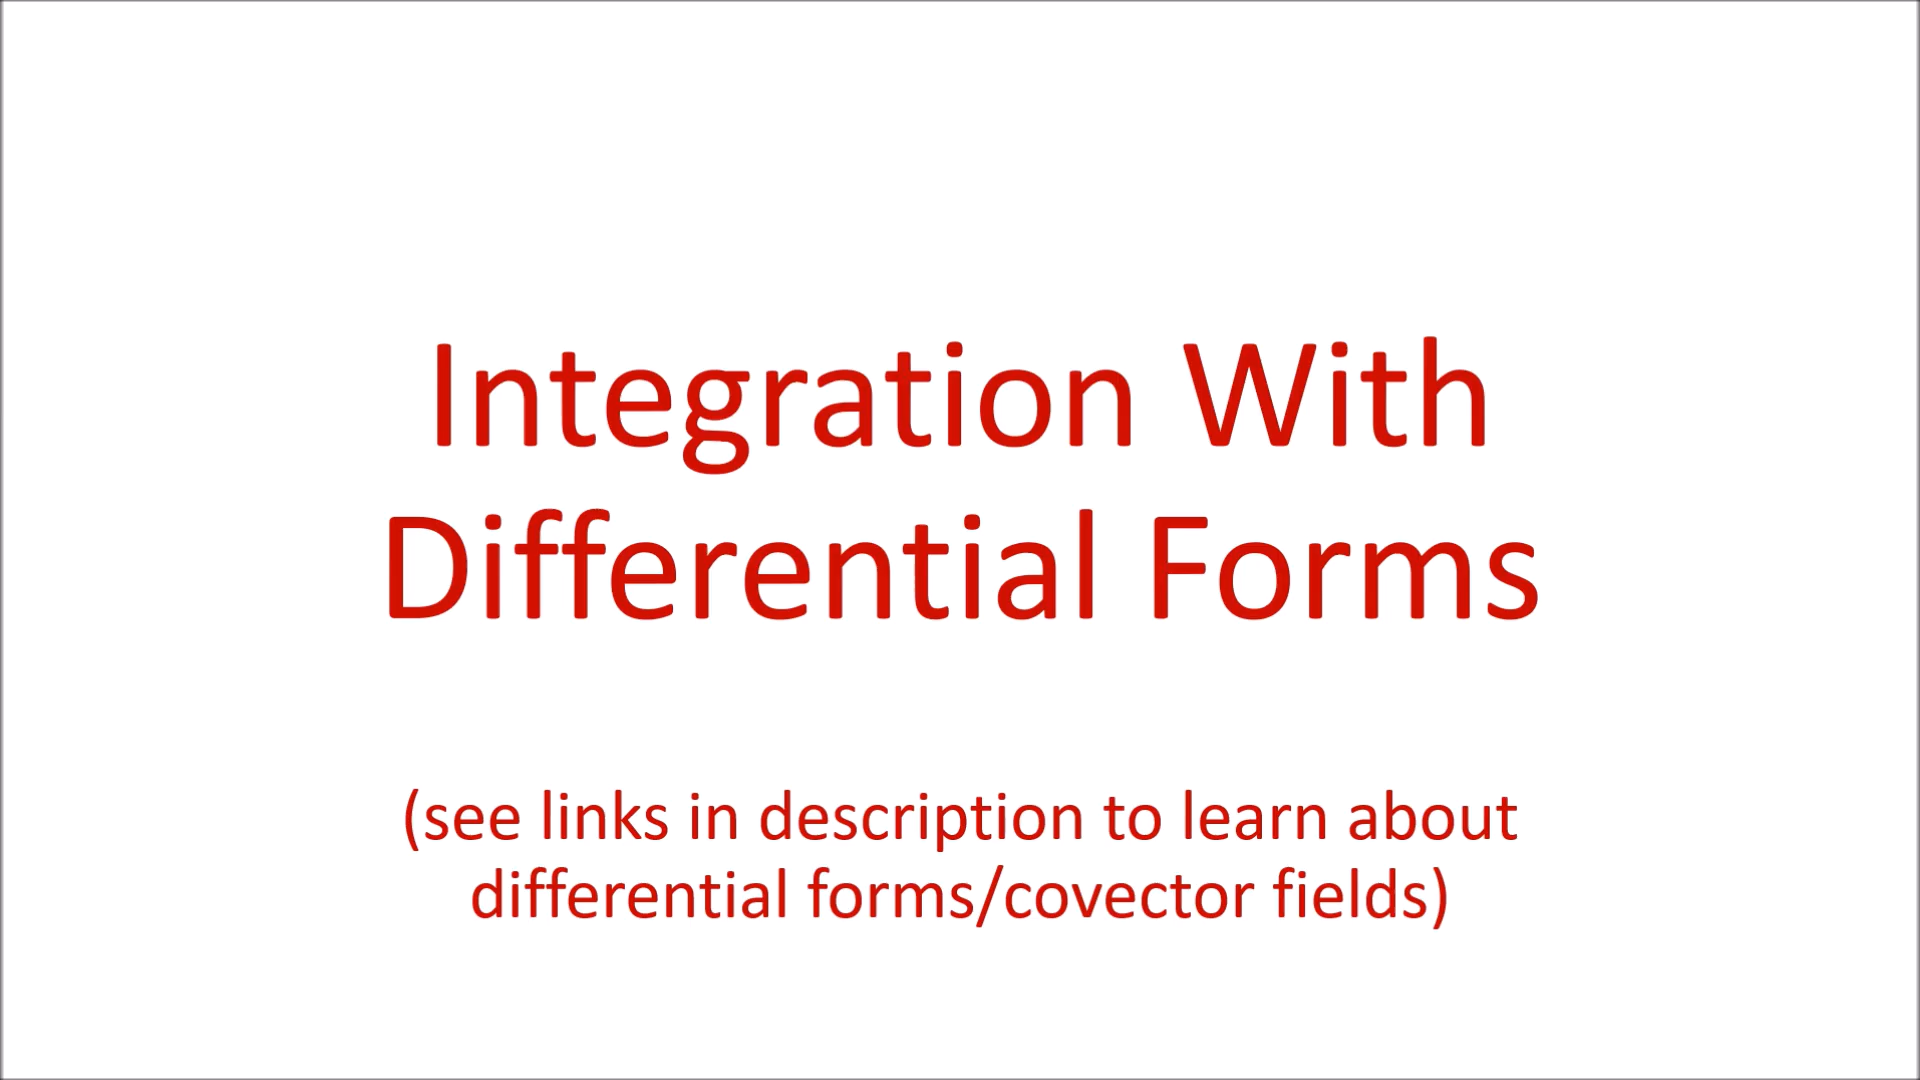 Integration With
Differential Forms
(see links in description to learn about
differential forms/covector fields)